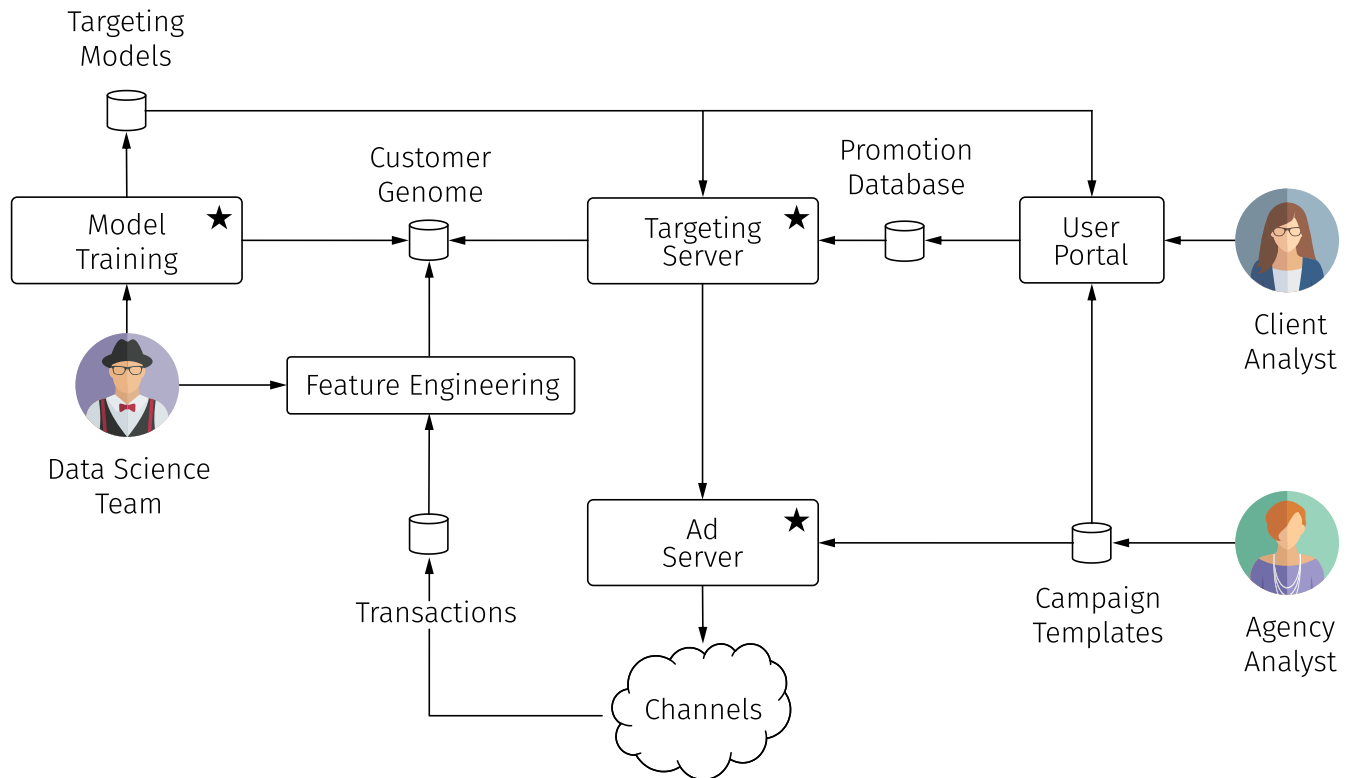 Targeting
Models
Customer
Genome
Promotion
Database
Model
Training
Targeting
Server
User
Portal
Client
Analyst
Feature Engineering
Data Science
Team
Ad
Server
Transactions
Campaign
Templates
Agency
Analyst
Channels